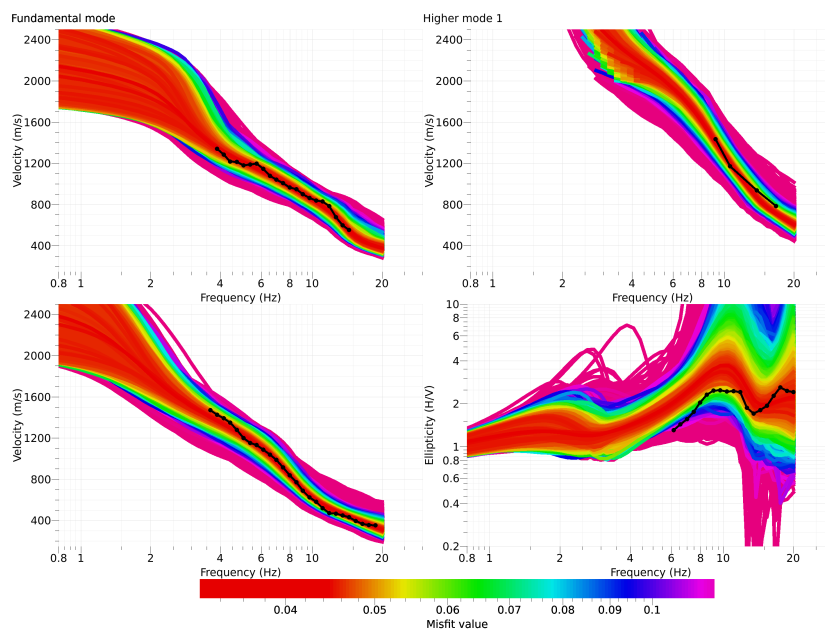 Fundamental mode
Higher mode 1
Velocity (m/s)
2400
2000
1600
1200
800
400
0.8 1 2 4 6 8 10 20
Frequency (Hz)
Velocity (m/s)
2400
2000
1600
1200
800
400
0.8 1 2 4 6 8 10 20
Frequency (Hz)
Velocity (m/s)
2400
2000
1600
1200
800
400
0.8 1 2 4 6 8 10 20
Frequency (Hz)
Ellipticity (H/V)
10
8
6
4
2
1
0.8
0.6
0.4
0.2
0.8 1 2 4 6 8 10 20
Frequency (Hz)
0.04 0.05 0.06 0.07 0.08 0.09 0.1
Misfit value